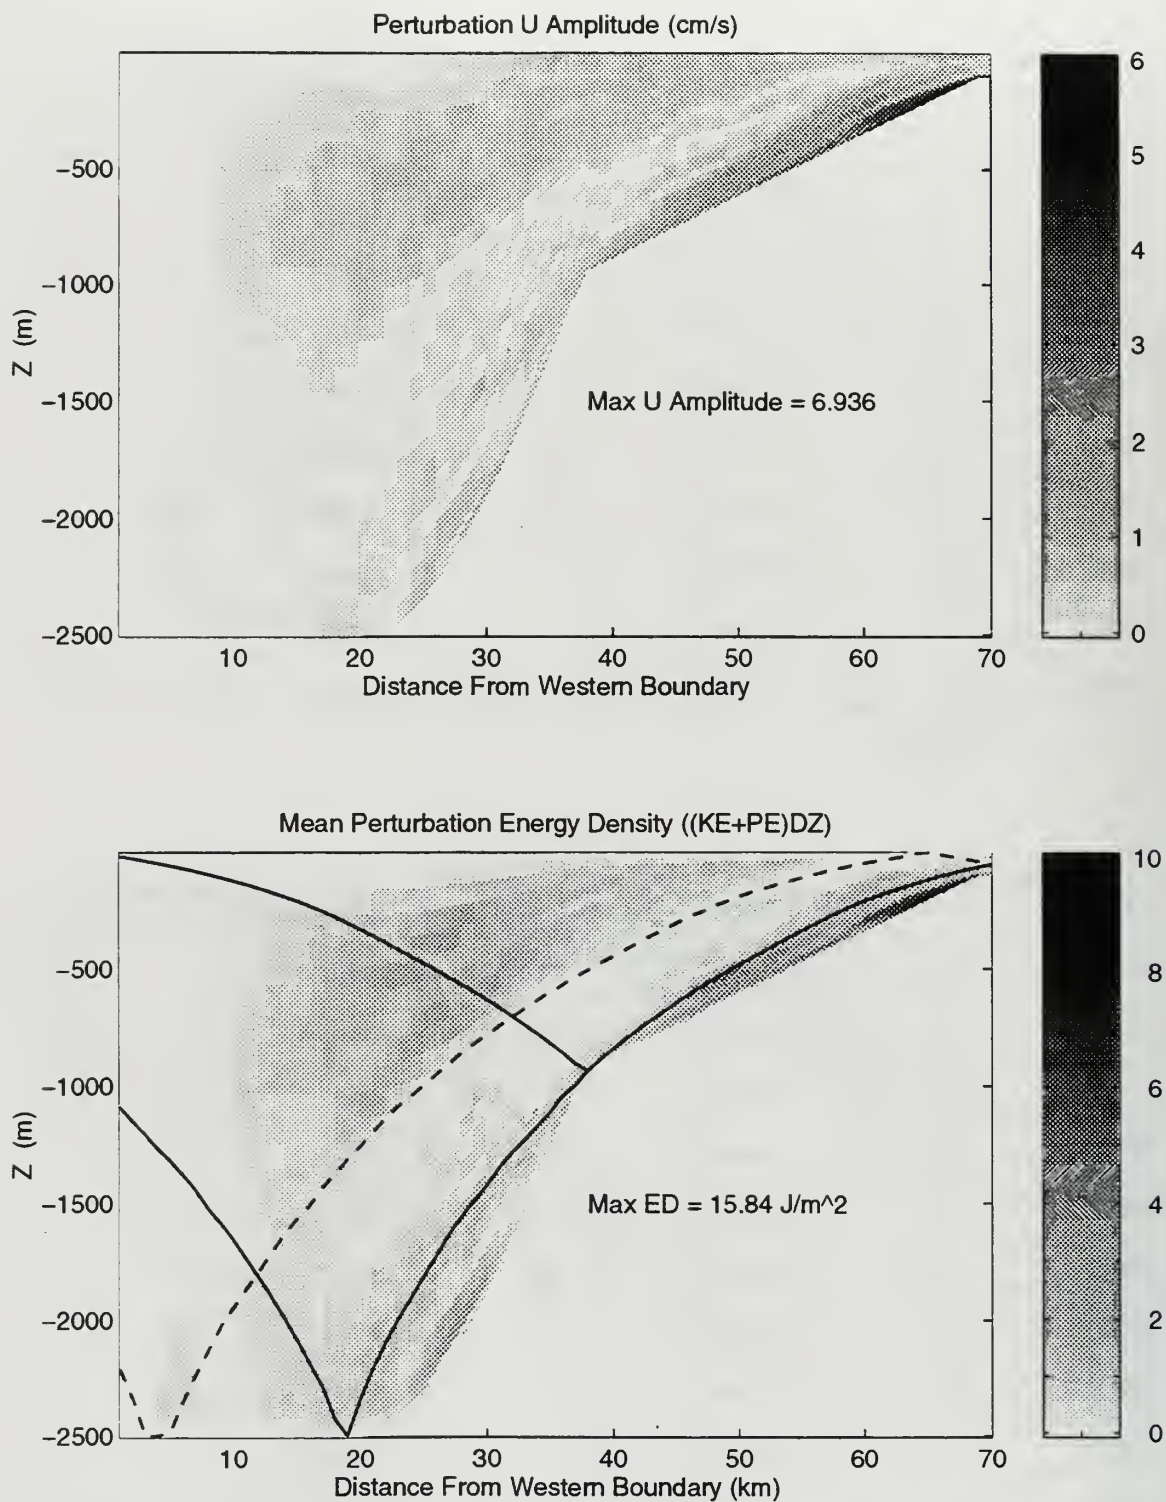 Perturbation U Amplitude (cm/s)
6
5
4
3
2
1
0
−500
−1000
−1500
−2000
−2500
Z (m)
Max U Amplitude = 6.936
10 20 30 40 50 60 70
Distance From Western Boundary
Mean Perturbation Energy Density ((KE+PE)DZ)
10
8
6
4
2
0
−500
−1000
−1500
−2000
−2500
Z (m)
Max ED = 15.84 J/m^2
10 20 30 40 50 60 70
Distance From Western Boundary (km)